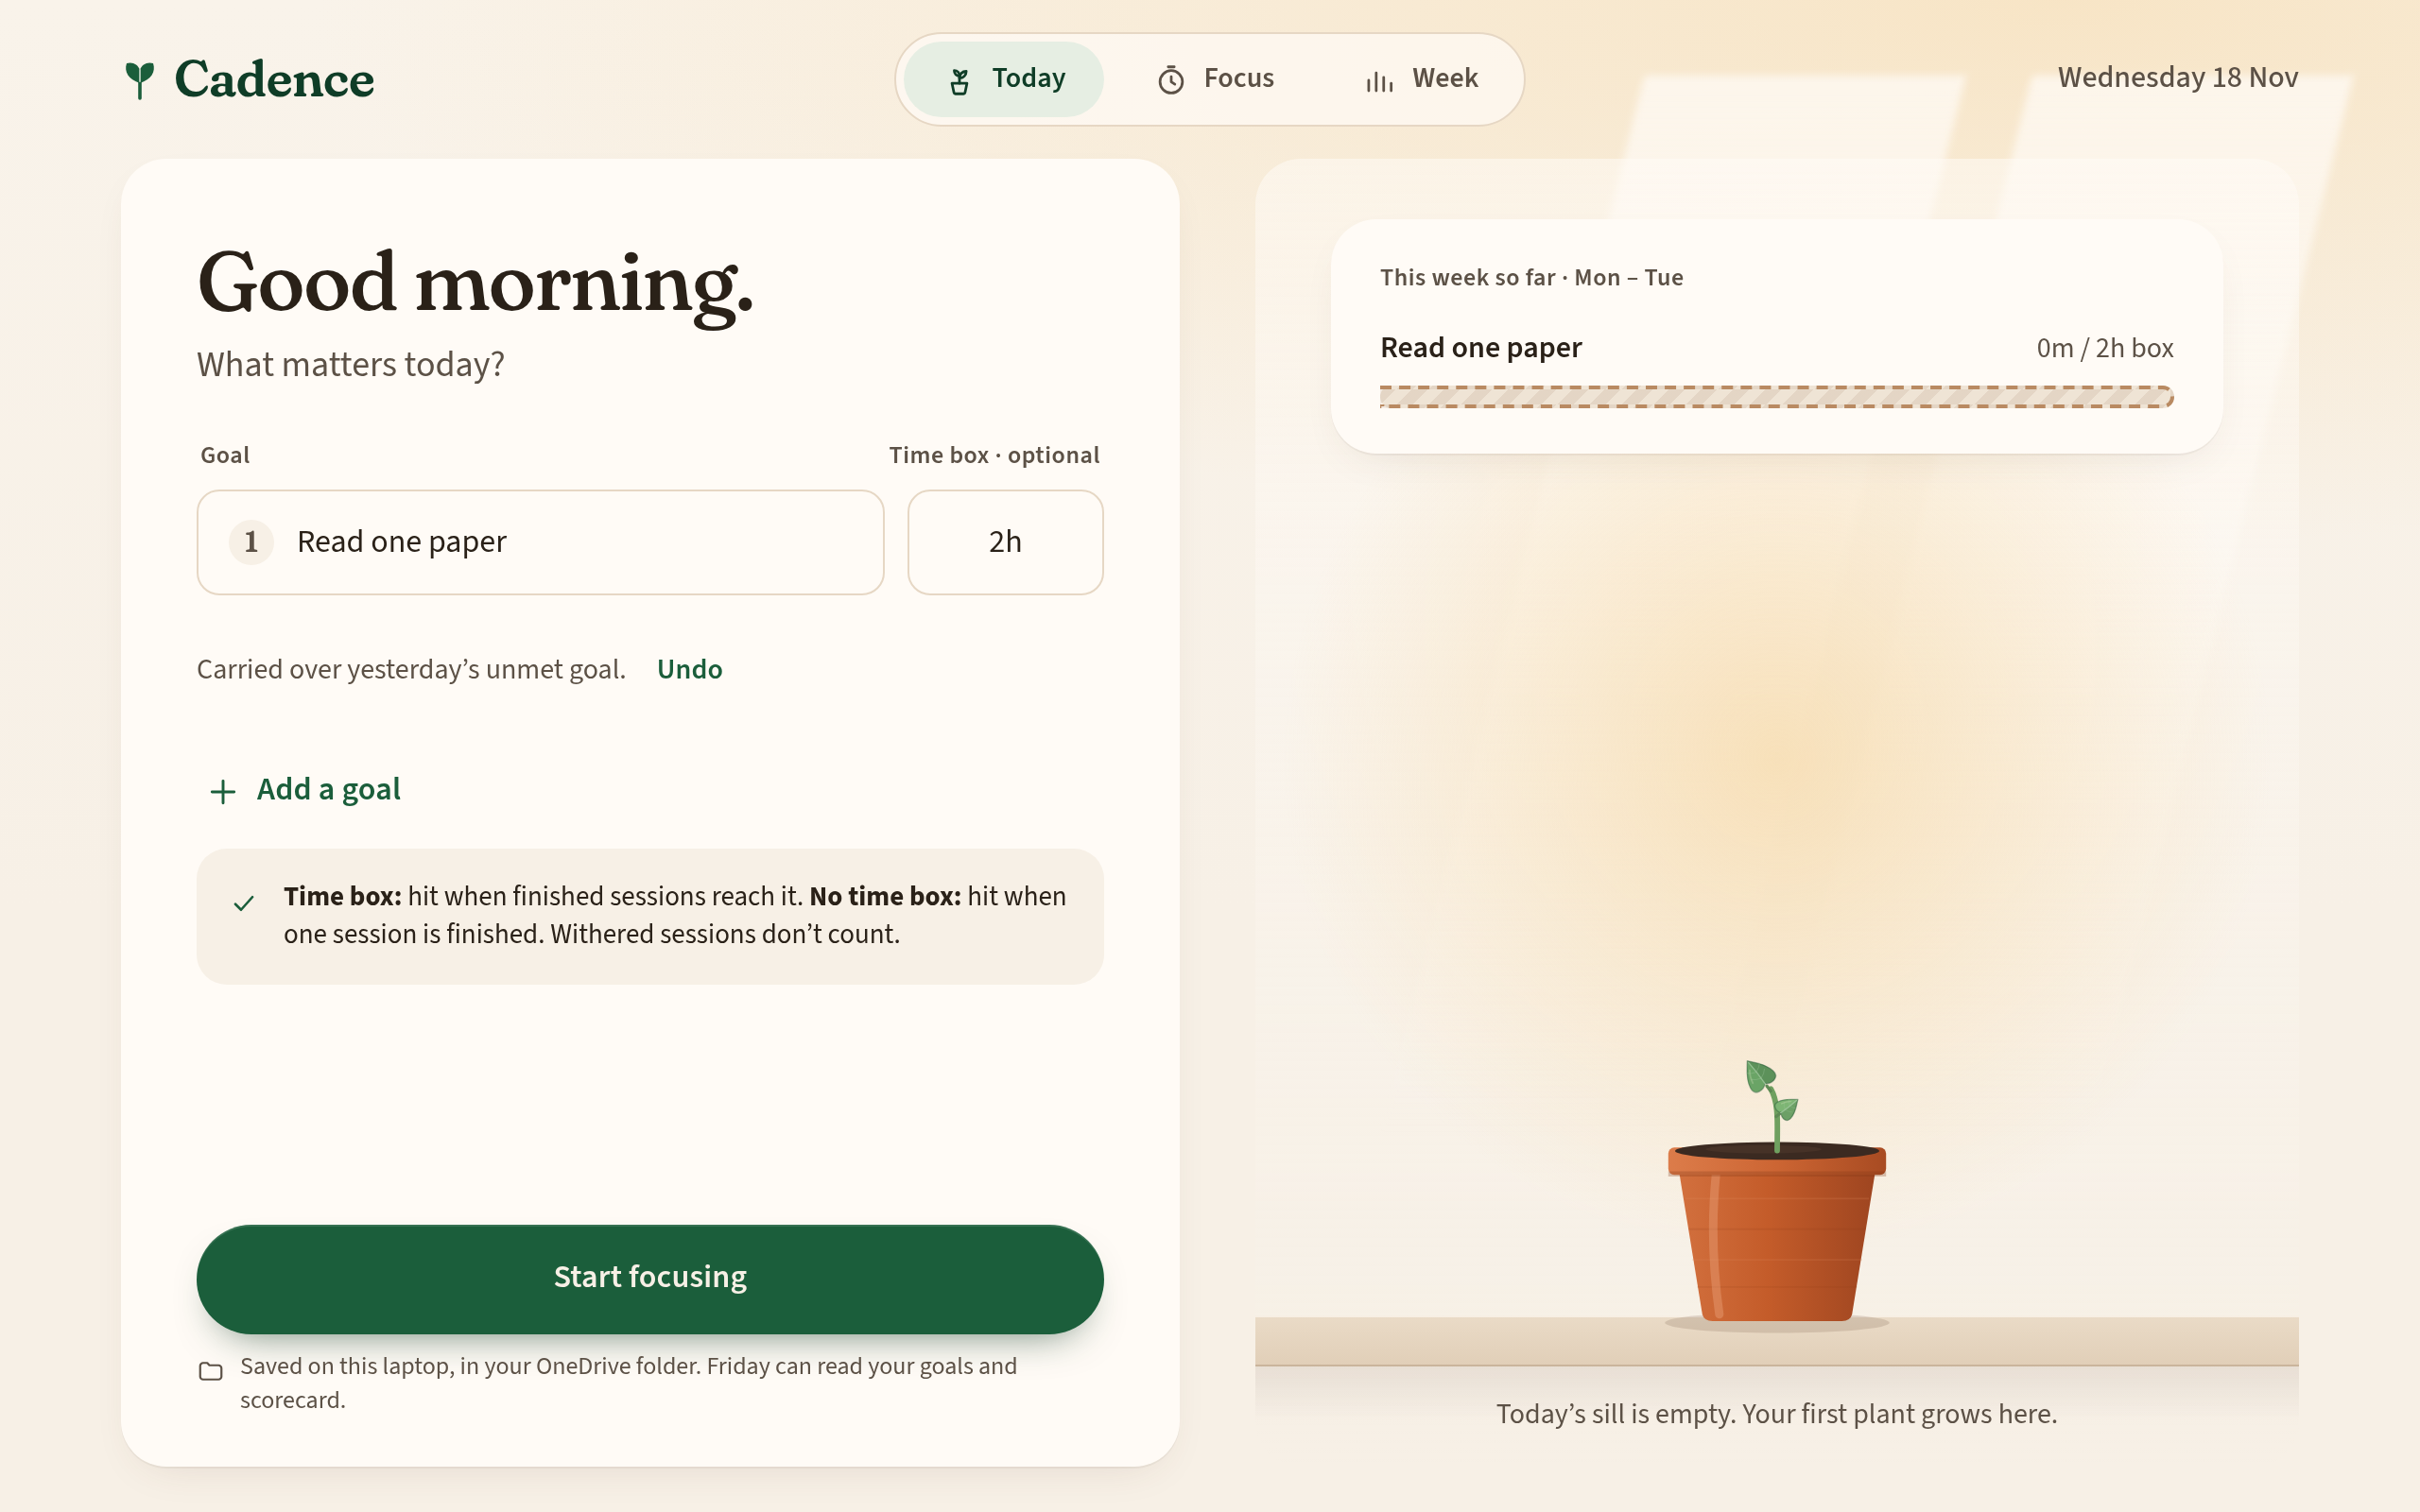 Cadence
Today
Focus
Week
Wednesday 18 Nov
Good morning.
What matters today?
Goal
Time box · optional
1 Read one paper
2h
Carried over yesterday’s unmet goal. Undo
Add a goal
Time box: hit when finished sessions reach it. No time box: hit when
one session is finished. Withered sessions don’t count.
Start focusing
Saved on this laptop, in your OneDrive folder. Friday can read your goals and
scorecard.
This week so far · Mon – Tue
Read one paper
0m / 2h box
Today’s sill is empty. Your first plant grows here.